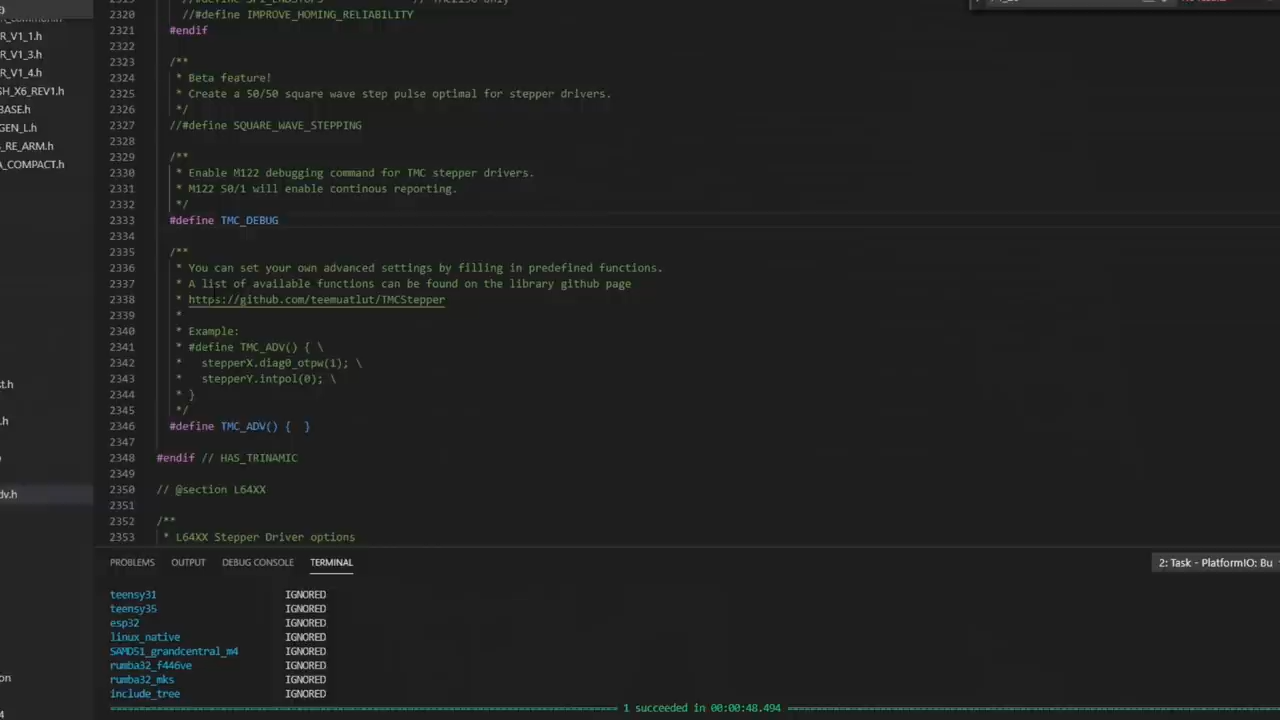 R_V1_1.h
R_V1_3.h
R_V1_4.h
SH_X6_REV1.h
BASE.h
GEN_L.h
S_RE_ARM.h
A_COMPACT.h
st.h
.h
dv.h
on
4
2320 //#define IMPROVE_HOMING_RELIABILITY
2321 #endif
2322
2323 /**
2324 * Beta feature!
2325 * Create a 50/50 square wave step pulse optimal for stepper drivers.
2326 */
2327 //#define SQUARE_WAVE_STEPPING
2328
2329 /**
2330 * Enable M122 debugging command for TMC stepper drivers.
2331 * M122 S0/1 will enable continous reporting.
2332 */
2333 #define TMC_DEBUG
2334
2335 /**
2336 * You can set your own advanced settings by filling in predefined functions.
2337 * A list of available functions can be found on the library github page
2338 * https://github.com/teemuatlut/TMCStepper
2339 *
2340 * Example:
2341 * #define TMC_ADV() { \
2342 * stepperX.diag0_otpw(1); \
2343 * stepperY.intpol(0); \
2344 * }
2345 */
2346 #define TMC_ADV() { }
2347
2348 #endif // HAS_TRINAMIC
2349
2350 // @section L64XX
2351
2352 /**
2353 * L64XX Stepper Driver options
PROBLEMS OUTPUT DEBUG CONSOLE TERMINAL 2: Task - PlatformIO: Bu
teensy31 IGNORED
teensy35 IGNORED
esp32 IGNORED
linux_native IGNORED
SAMD51_grandcentral_m4 IGNORED
rumba32_f446ve IGNORED
rumba32_mks IGNORED
include_tree IGNORED
1 succeeded in 00:00:48.494